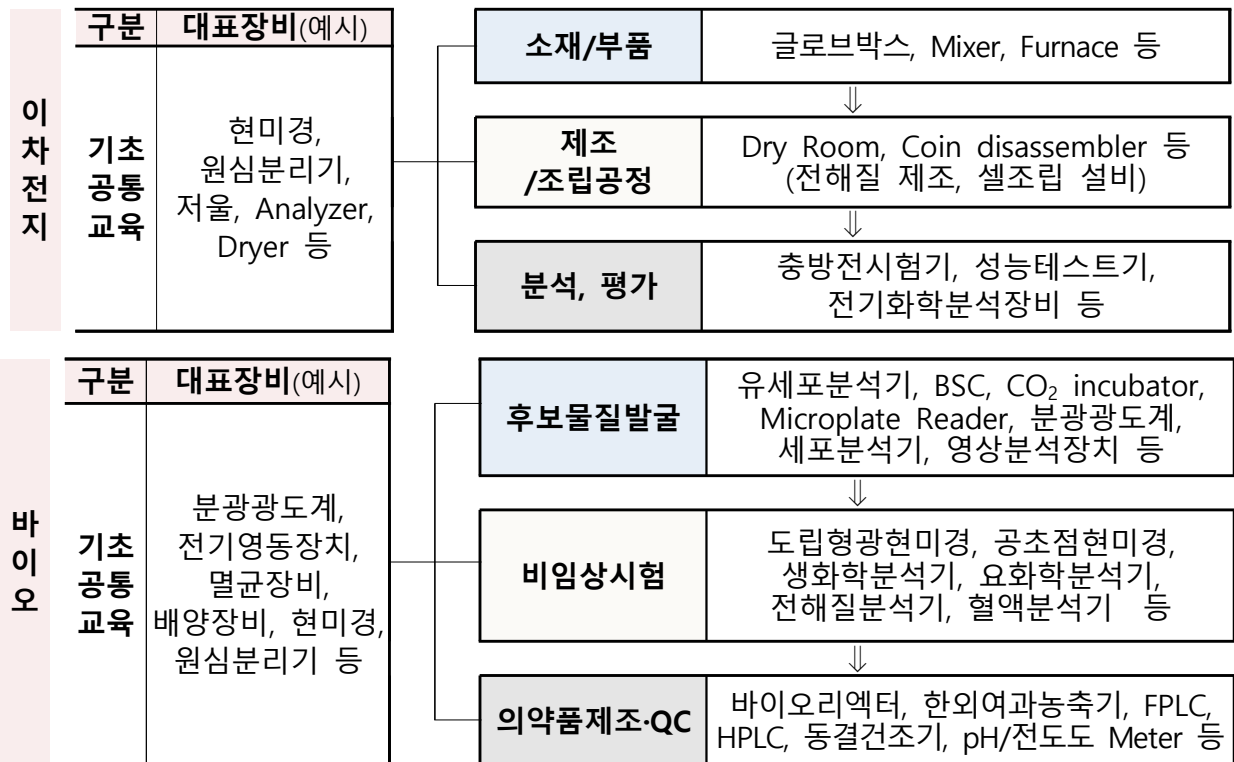 이
차
전
지
구분 대표장비(예시)
기초
공통
교육
현미경,
원심분리기,
저울, Analyzer,
Dryer 등
소재/부품
글로브박스, Mixer, Furnace 등
⇓
제조
/조립공정
Dry Room, Coin disassembler 등
(전해질 제조, 셀조립 설비)
⇓
분석, 평가
충방전시험기, 성능테스트기,
전기화학분석장비 등
바
이
오
구분 대표장비(예시)
기초
공통
교육
분광광도계,
전기영동장치,
멸균장비,
배양장비, 현미경,
원심분리기 등
후보물질발굴
유세포분석기, BSC, CO₂ incubator,
Microplate Reader, 분광광도계,
세포분석기, 영상분석장치 등
⇓
비임상시험
도립형광현미경, 공초점현미경,
생화학분석기, 요화학분석기,
전해질분석기, 혈액분석기 등
⇓
의약품제조·QC
바이오리엑터, 한외여과농축기, FPLC,
HPLC, 동결건조기, pH/전도도 Meter 등